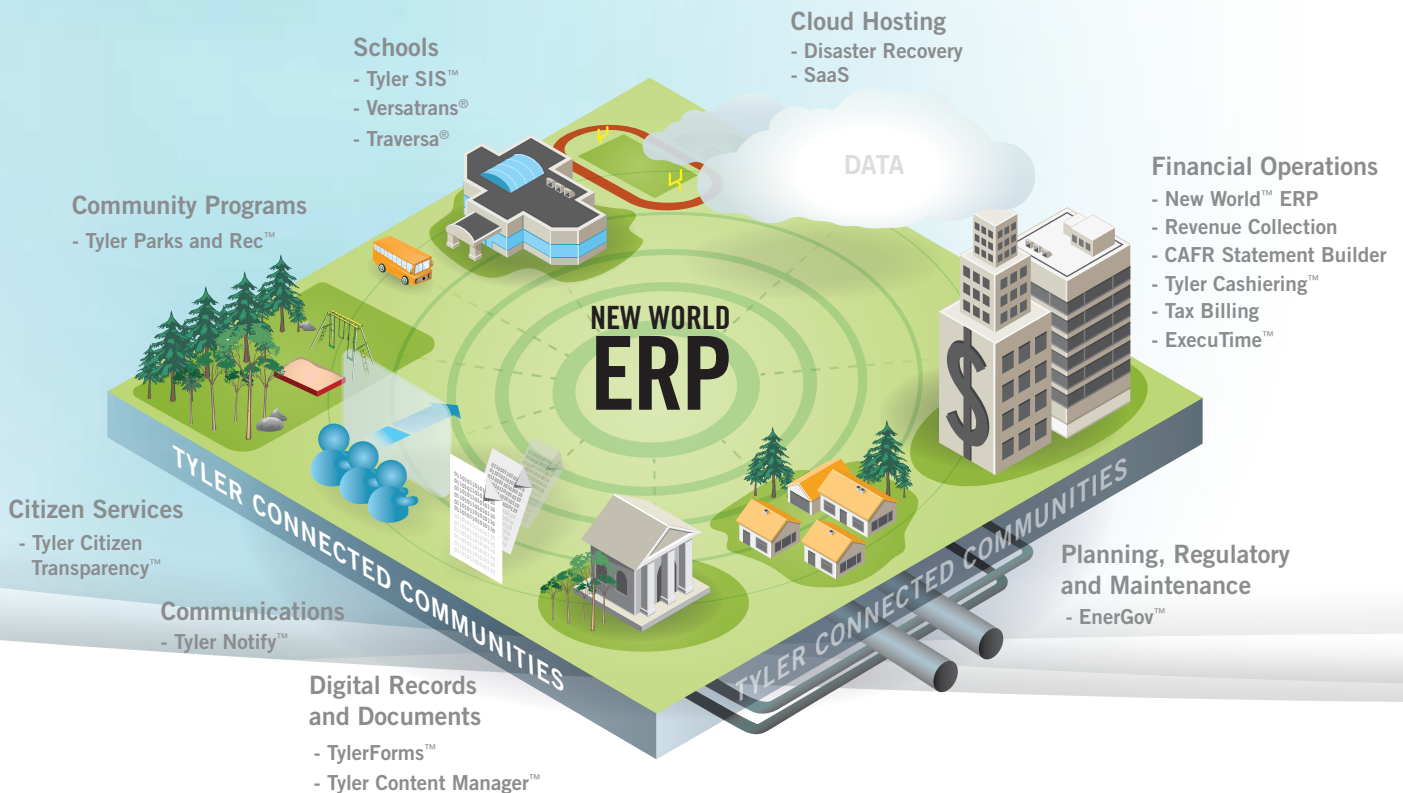 Cloud Hosting
- Disaster Recovery
- SaaS
Schools
- Tyler SIS™
- Versatrans®
- Traversa®
DATA
Financial Operations
- New World™ ERP
- Revenue Collection
- CAFR Statement Builder
- Tyler Cashiering™
- Tax Billing
- ExecuTime™
Community Programs
- Tyler Parks and Rec™
NEW WORLD
ERP
$
TYLER CONNECTED COMMUNITIES
TYLER CONNECTED COMMUNITIES
Citizen Services
- Tyler Citizen
Transparency™
Planning, Regulatory
and Maintenance
- EnerGov™
Communications
- Tyler Notify™
Digital Records
and Documents
- TylerForms™
- Tyler Content Manager™